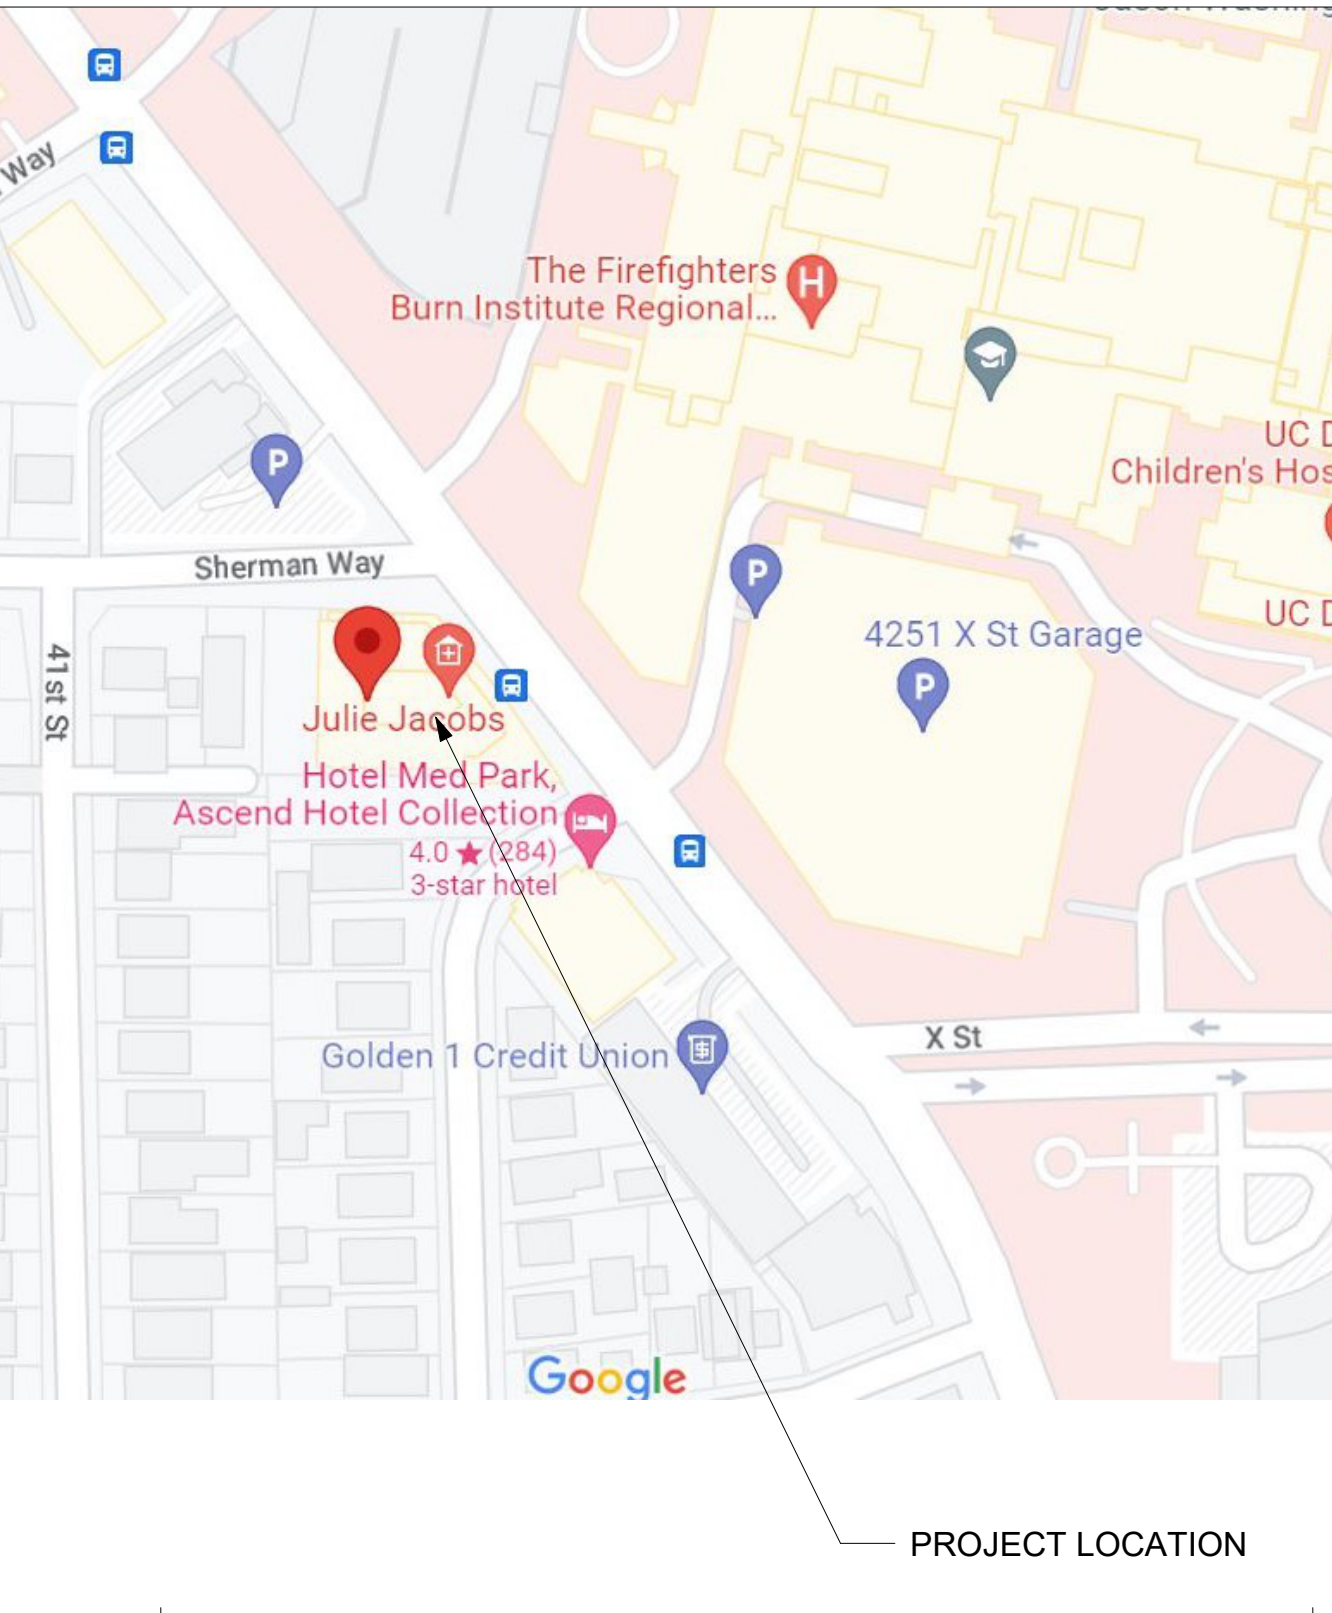 Way
The Firefighters
Burn Institute Regional...
UC D
Children's Hos
Sherman Way
UC D
4251 X St Garage
41st St
Julie Jacobs
Hotel Med Park,
Ascend Hotel Collection
4.0 ★ (284)
3-star hotel
X St
Golden 1 Credit Union
Google
PROJECT LOCATION